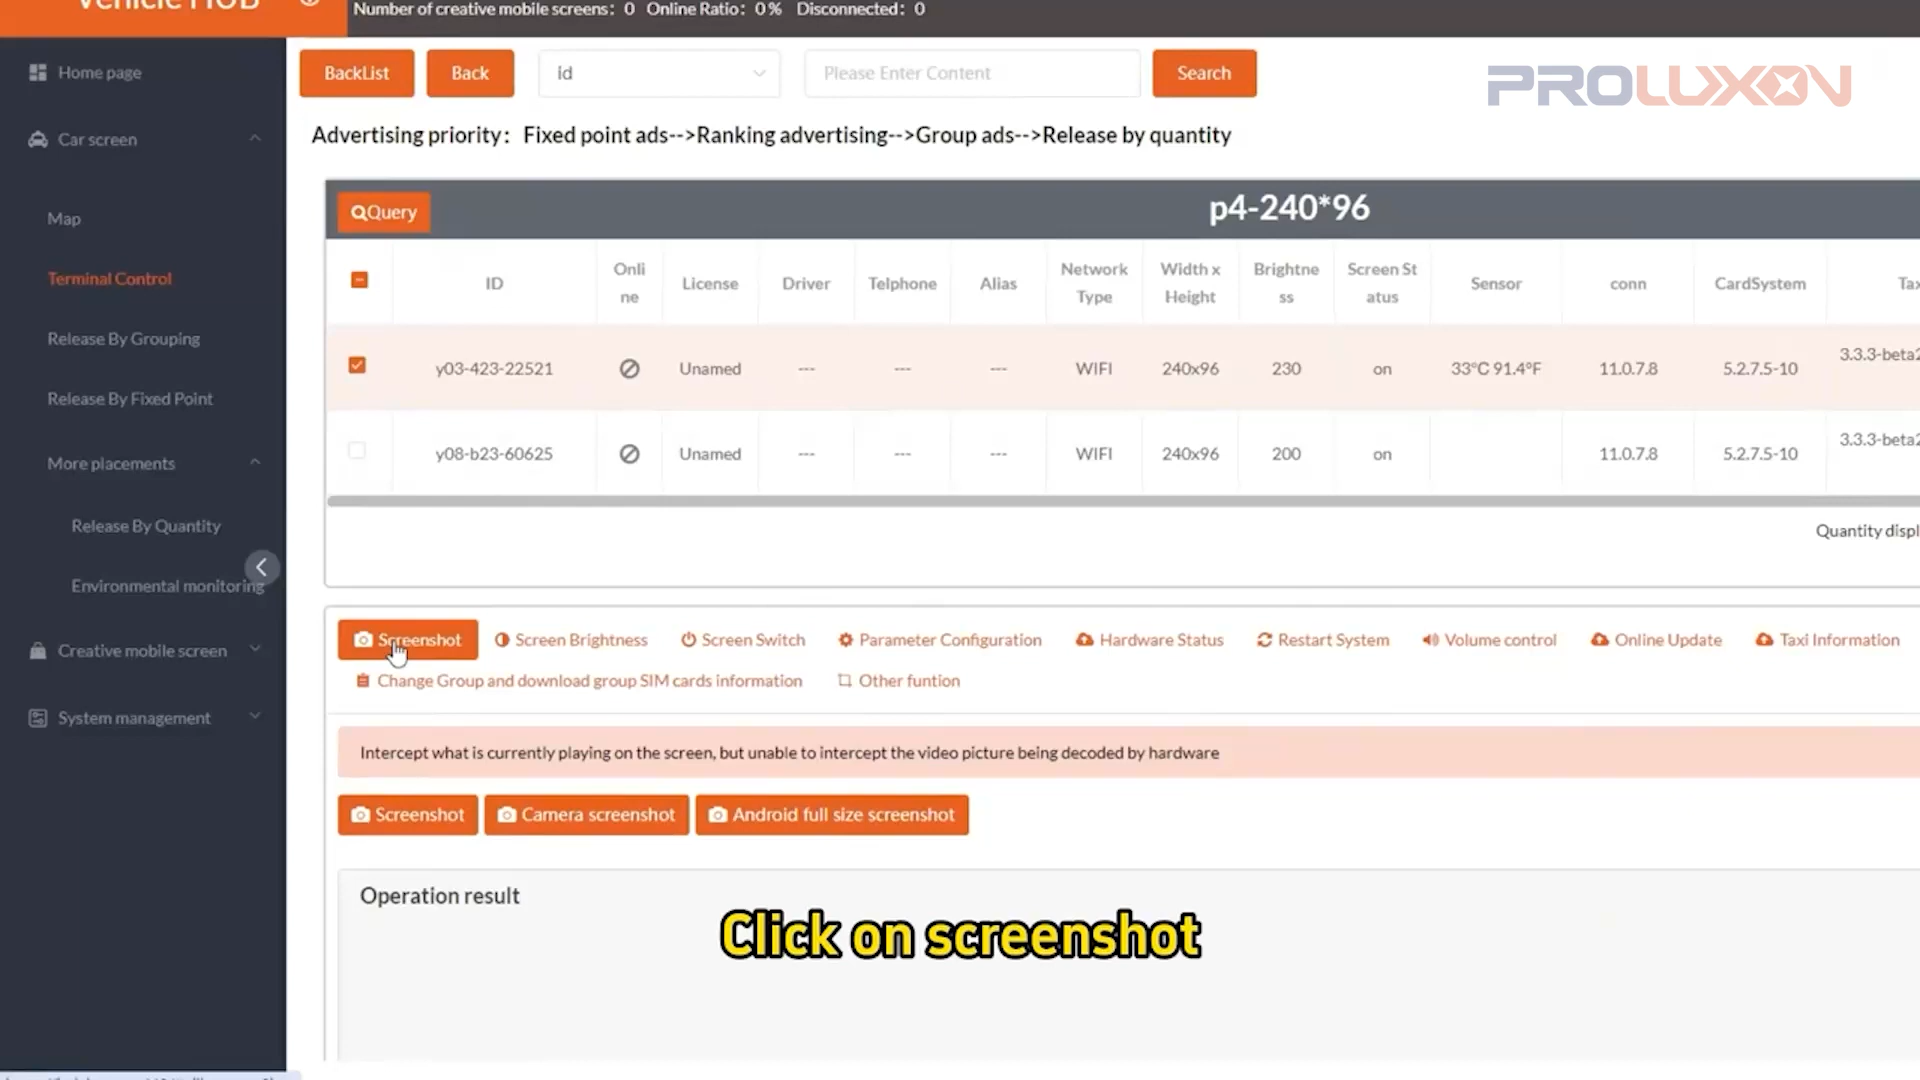 Vehicle HUB
Number of creative mobile screens: 0 Online Ratio: 0% Disconnected: 0
Home page
Car screen
Map
Terminal Control
Release By Grouping
Release By Fixed Point
More placements
Release By Quantity
Environmental monitoring
Creative mobile screen
System management
BackList Back id Please Enter Content Search
PROLUXON
Advertising priority: Fixed point ads-->Ranking advertising-->Group ads-->Release by quantity
Query p4-240*96
ID Onli ne License Driver Telphone Alias Network Type Width x Height Brightne ss Screen St atus Sensor conn CardSystem Tax
y03-423-22521 Unamed --- --- --- WIFI 240x96 230 on 33°C 91.4°F 11.0.7.8 5.2.7.5-10 3.3.3-beta2
y08-b23-60625 Unamed --- --- --- WIFI 240x96 200 on 11.0.7.8 5.2.7.5-10 3.3.3-beta2
Quantity displ
Screenshot Screen Brightness Screen Switch Parameter Configuration Hardware Status Restart System Volume control Online Update Taxi Information
Change Group and download group SIM cards information Other funtion
Intercept what is currently playing on the screen, but unable to intercept the video picture being decoded by hardware
Screenshot Camera screenshot Android full size screenshot
Operation result
Click on screenshot